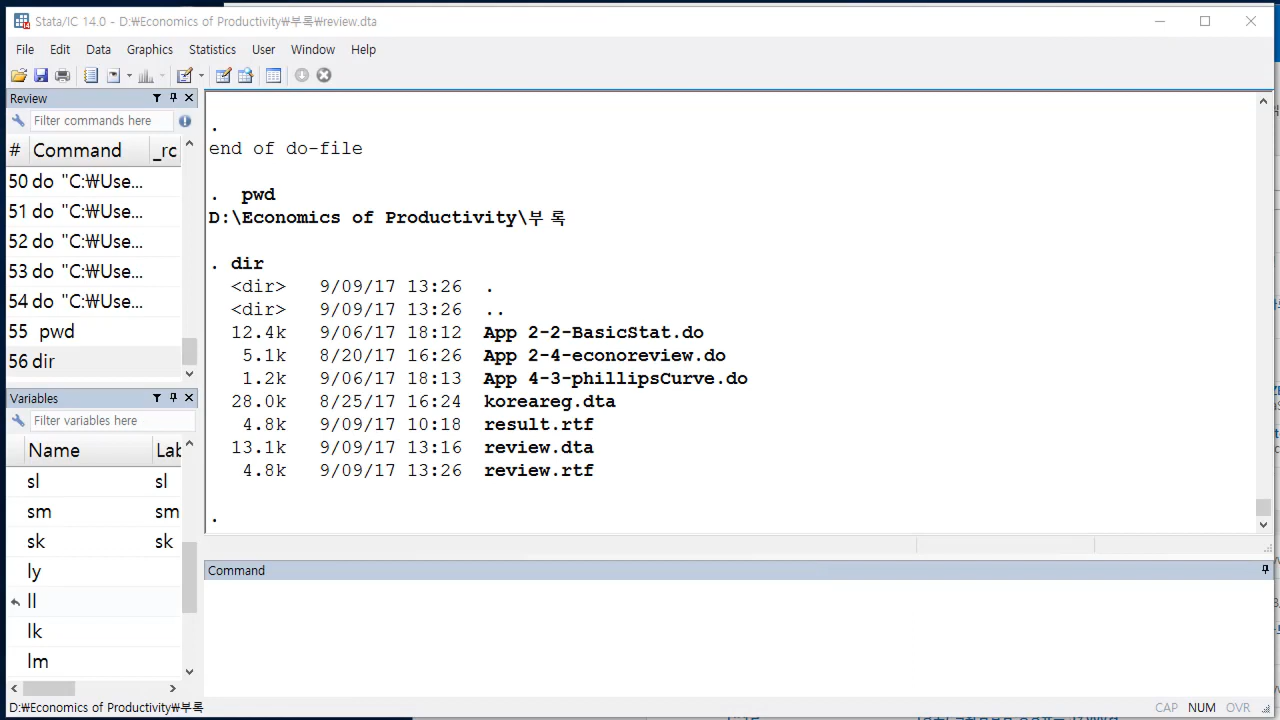 Stata/IC 14.0 - D:₩Economics of Productivity₩부록₩review.dta
File Edit Data Graphics Statistics User Window Help
Review
Filter commands here
# Command _rc
50 do "C:₩Use...
51 do "C:₩Use...
52 do "C:₩Use...
53 do "C:₩Use...
54 do "C:₩Use...
55 pwd
56 dir
Variables
Filter variables here
Name Lab
sl sl
sm sm
sk sk
ly
ll
lk
lm
.
end of do-file
. pwd
D:\Economics of Productivity\부록
. dir
<dir> 9/09/17 13:26 .
<dir> 9/09/17 13:26 ..
12.4k 9/06/17 18:12 App 2-2-BasicStat.do
5.1k 8/20/17 16:26 App 2-4-econoreview.do
1.2k 9/06/17 18:13 App 4-3-phillipsCurve.do
28.0k 8/25/17 16:24 koreareg.dta
4.8k 9/09/17 10:18 result.rtf
13.1k 9/09/17 13:16 review.dta
4.8k 9/09/17 13:26 review.rtf
.
Command
D:₩Economics of Productivity₩부록
CAP NUM OVR